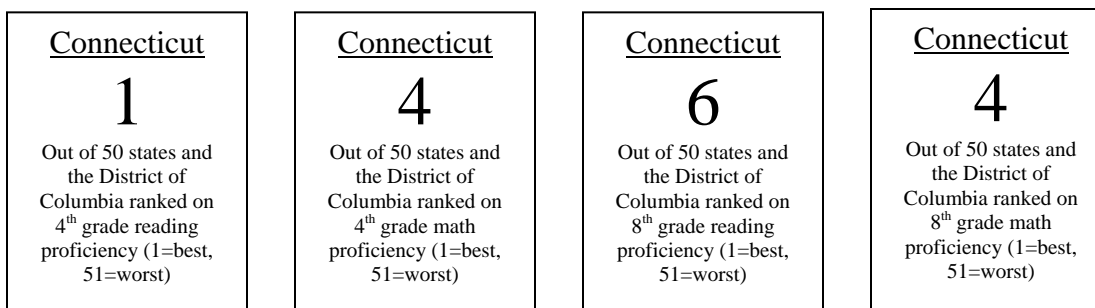 Connecticut
1
Out of 50 states and
the District of
Columbia ranked on
4th grade reading
proficiency (1=best,
51=worst)
Connecticut
4
Out of 50 states and
the District of
Columbia ranked on
4th grade math
proficiency (1=best,
51=worst)
Connecticut
6
Out of 50 states and
the District of
Columbia ranked on
8th grade reading
proficiency (1=best,
51=worst)
Connecticut
4
Out of 50 states and
the District of
Columbia ranked on
8th grade math
proficiency (1=best,
51=worst)